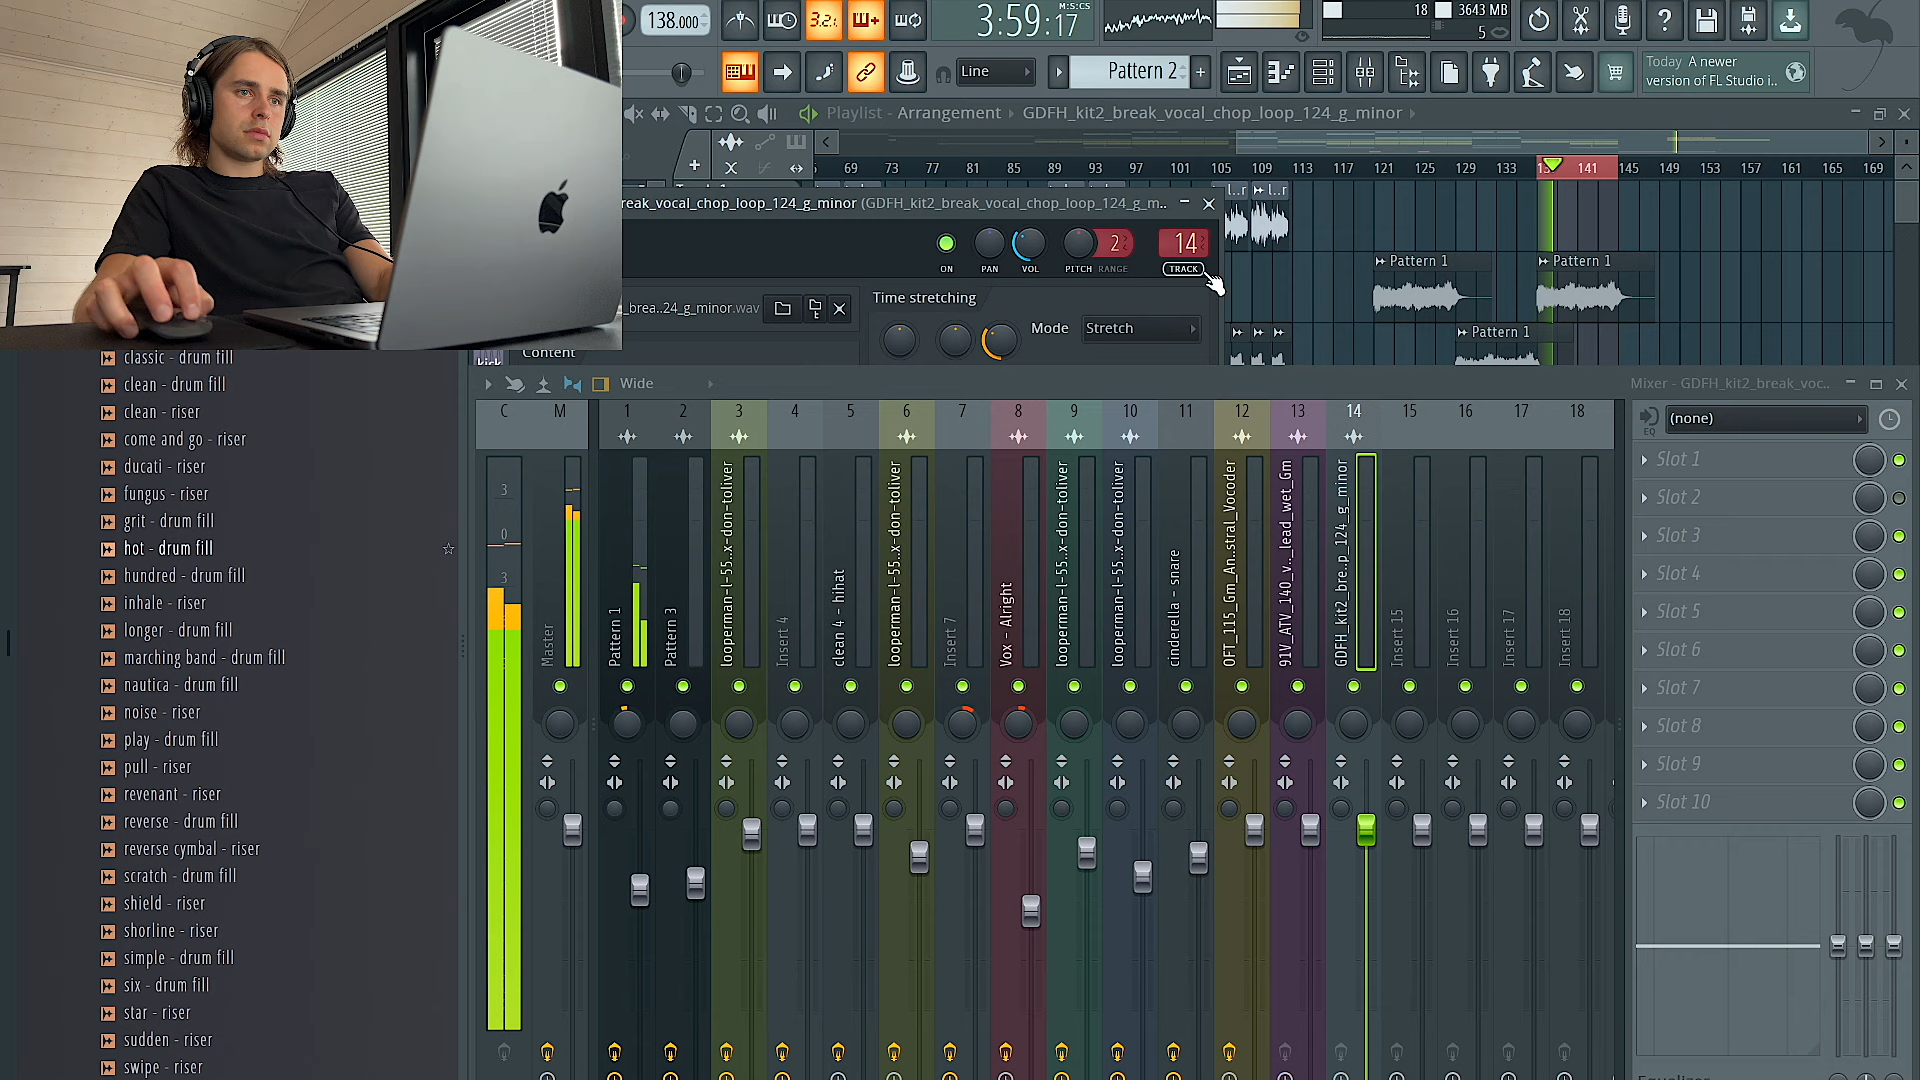 138.000
3.2.
3:59:17
M:S:CS
18
3643 MB
5
Line
Pattern 2
+
Today A newer
version of FL Studio i..
Playlist - Arrangement
GDFH_kit2_break_vocal_chop_loop_124_g_minor
69 73 77 81 85 89 93 97 101 105 109 113 117 121 125 129 133 141 145 149 153 157 161 165 169
reak_vocal_chop_loop_124_g_minor (GDFH_kit2_break_vocal_chop_loop_124_g_m..
l..r
l..r
2
14
ON
PAN
VOL
PITCH
RANGE
TRACK
Pattern 1
Pattern 1
Pattern 1
Time stretching
_brea..24_g_minor.wav
Mode
Stretch
Content
Wide
Mixer - GDFH_kit2_break_voc..
classic - drum fill
clean - drum fill
clean - riser
come and go - riser
ducati - riser
fungus - riser
grit - drum fill
hot - drum fill
hundred - drum fill
inhale - riser
longer - drum fill
marching band - drum fill
nautica - drum fill
noise - riser
play - drum fill
pull - riser
revenant - riser
reverse - drum fill
reverse cymbal - riser
scratch - drum fill
shield - riser
shorline - riser
simple - drum fill
six - drum fill
star - riser
sudden - riser
swipe - riser
C M 1 2 3 4 5 6 7 8 9 10 11 12 13 14 15 16 17 18
3
0
3
Master
Pattern 1
Pattern 3
looperman-l-55..x-don-toliver
Insert 4
clean 4 - hihat
looperman-l-55..x-don-toliver
Insert 7
Vox - Alright
looperman-l-55..x-don-toliver
looperman-l-55..x-don-toliver
cinderella - snare
OFT_115_Gm_An..stral_Vocoder
91V_ATV_140_v.._lead_wet_Gm
GDFH_kit2_bre..p_124_g_minor
Insert 15
Insert 16
Insert 17
Insert 18
EQ
(none)
Slot 1
Slot 2
Slot 3
Slot 4
Slot 5
Slot 6
Slot 7
Slot 8
Slot 9
Slot 10